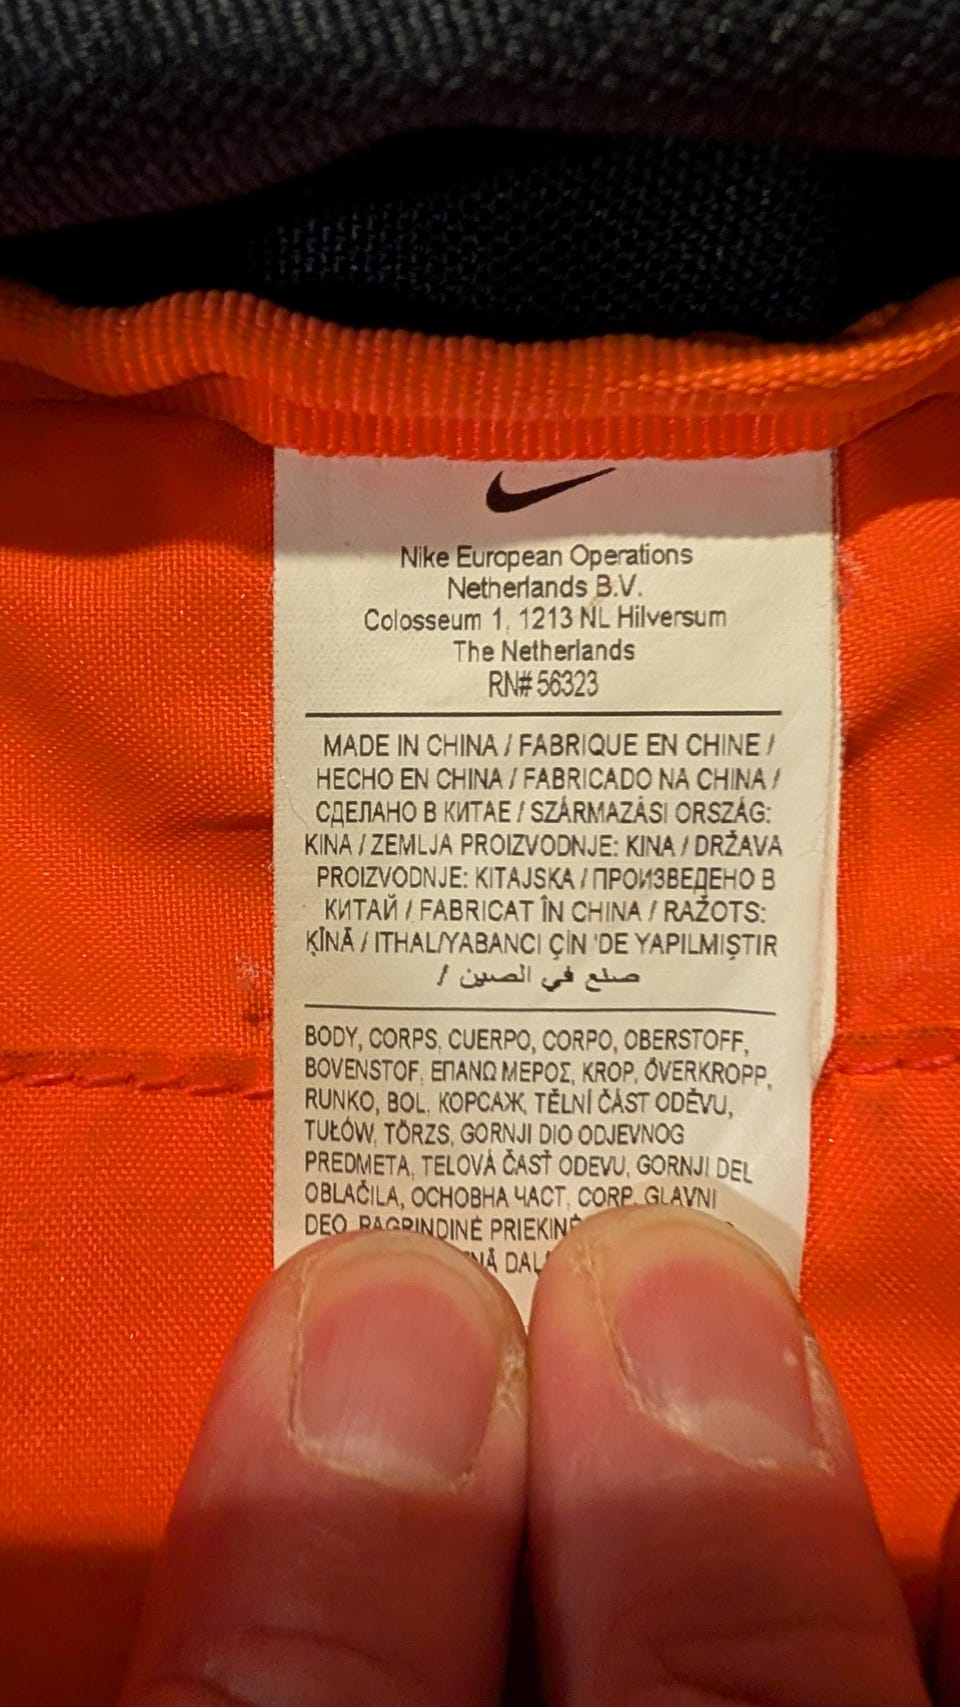 Nike European Operations
Netherlands B.V.
Colosseum 1, 1213 NL Hilversum
The Netherlands
RN# 56323
MADE IN CHINA / FABRIQUE EN CHINE /
HECHO EN CHINA / FABRICADO NA CHINA /
СДЕЛАНО В КИТАЕ / SZÁRMAZÁSI ORSZÁG:
KINA / ZEMLJA PROIZVODNJE: KINA / DRŽAVA
PROIZVODNJE: KITAJSKA / ПРОИЗВЕДЕНО В
КИТАЙ / FABRICAT ÎN CHINA / RAŽOTS:
ĶĪNĀ / ITHAL/YABANCI ÇİN 'DE YAPILMIŞTIR
صنع في الصين /
BODY, CORPS, CUERPO, CORPO, OBERSTOFF,
BOVENSTOF, ΕΠΑΝΩ ΜΕΡΟΣ, KROP, ÖVERKROPP,
RUNKO, BOL, КОРСАЖ, TĚLNÍ ČÁST ODĚVU,
TUŁÓW, TÖRZS, GORNJI DIO ODJEVNOG
PREDMETA, TELOVÁ ČASŤ ODEVU, GORNJI DEL
OBLAČILA, ОСНОВНА ЧАСТ, CORP, GLAVNI
DEO, PAGRINDINĖ PRIEKINĖ